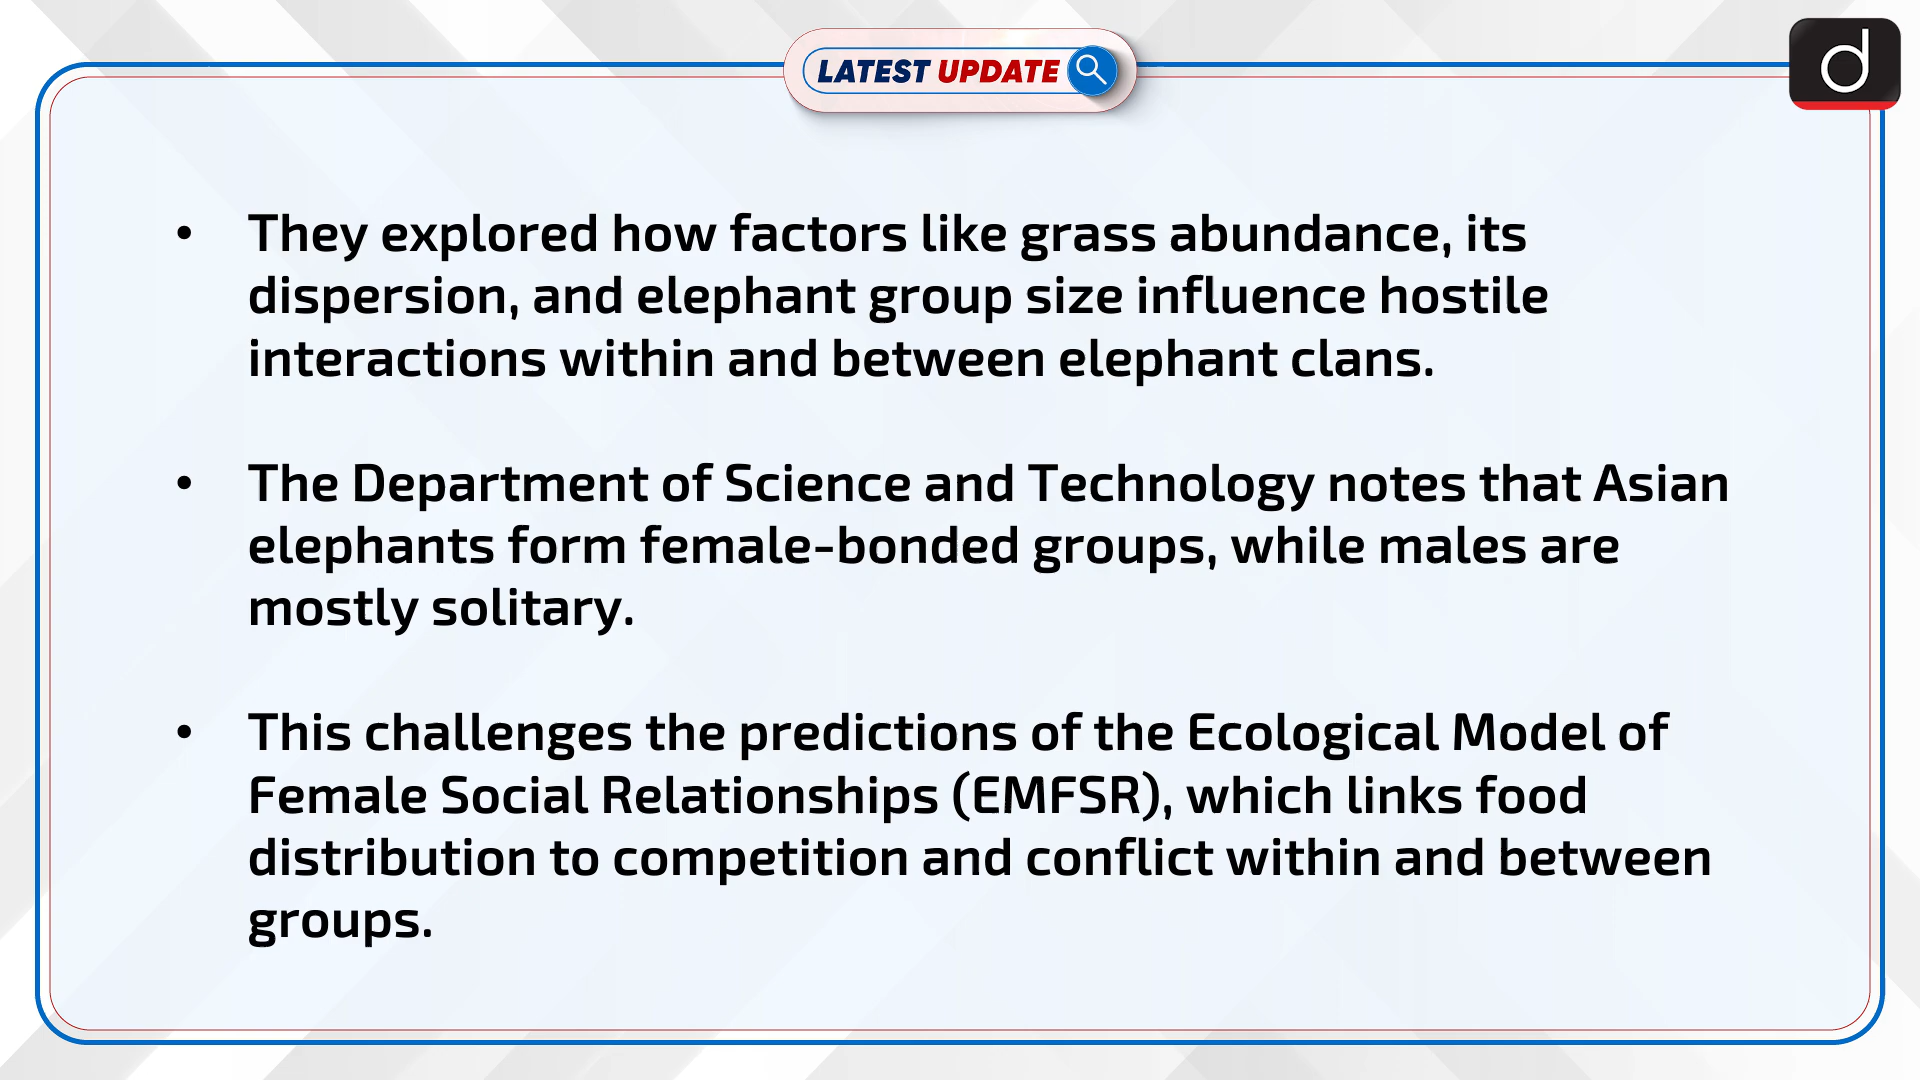 LATEST UPDATE
d
• They explored how factors like grass abundance, its
dispersion, and elephant group size influence hostile
interactions within and between elephant clans.
• The Department of Science and Technology notes that Asian
elephants form female-bonded groups, while males are
mostly solitary.
• This challenges the predictions of the Ecological Model of
Female Social Relationships (EMFSR), which links food
distribution to competition and conflict within and between
groups.